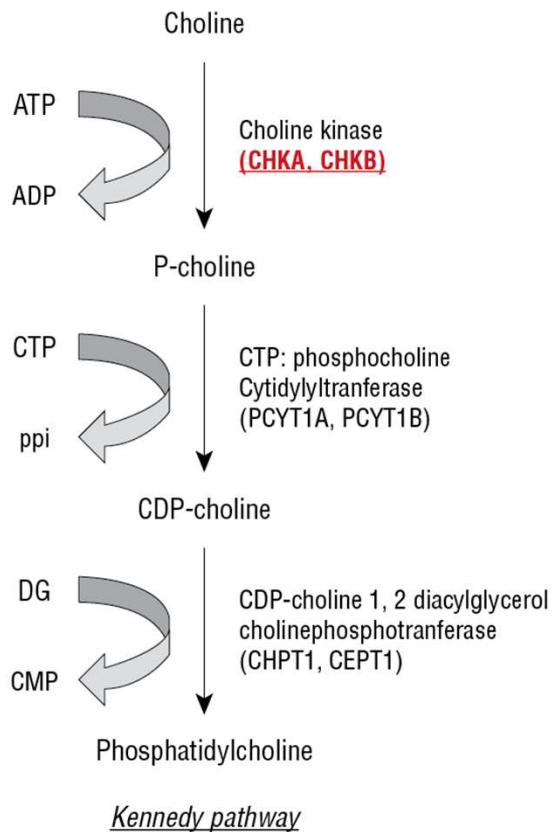 Choline
ATP
Choline kinase
(CHKA, CHKB)
ADP
P-choline
CTP
CTP: phosphocholine
Cytidylyltranferase
(PCYT1A, PCYT1B)
ppi
CDP-choline
DG
CDP-choline 1, 2 diacylglycerol
cholinephosphotranferase
(CHPT1, CEPT1)
CMP
Phosphatidylcholine
Kennedy pathway